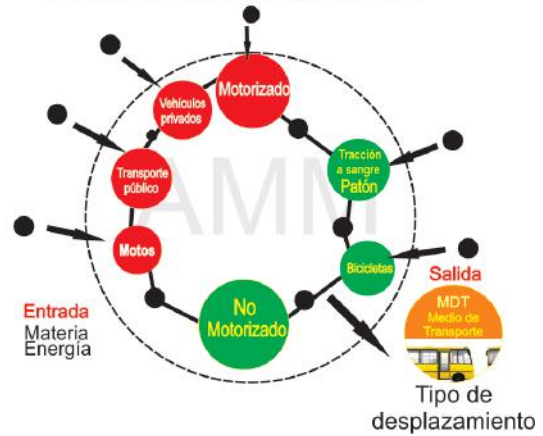 Motorizado
Vehículos
privados
Transporte
público
Tracción
a sangre
Patón
AMM
Motos
Bicicletas
No
Motorizado
Entrada
Materia
Energía
Salida
MDT
Medio de
Transporte
Tipo de
desplazamiento